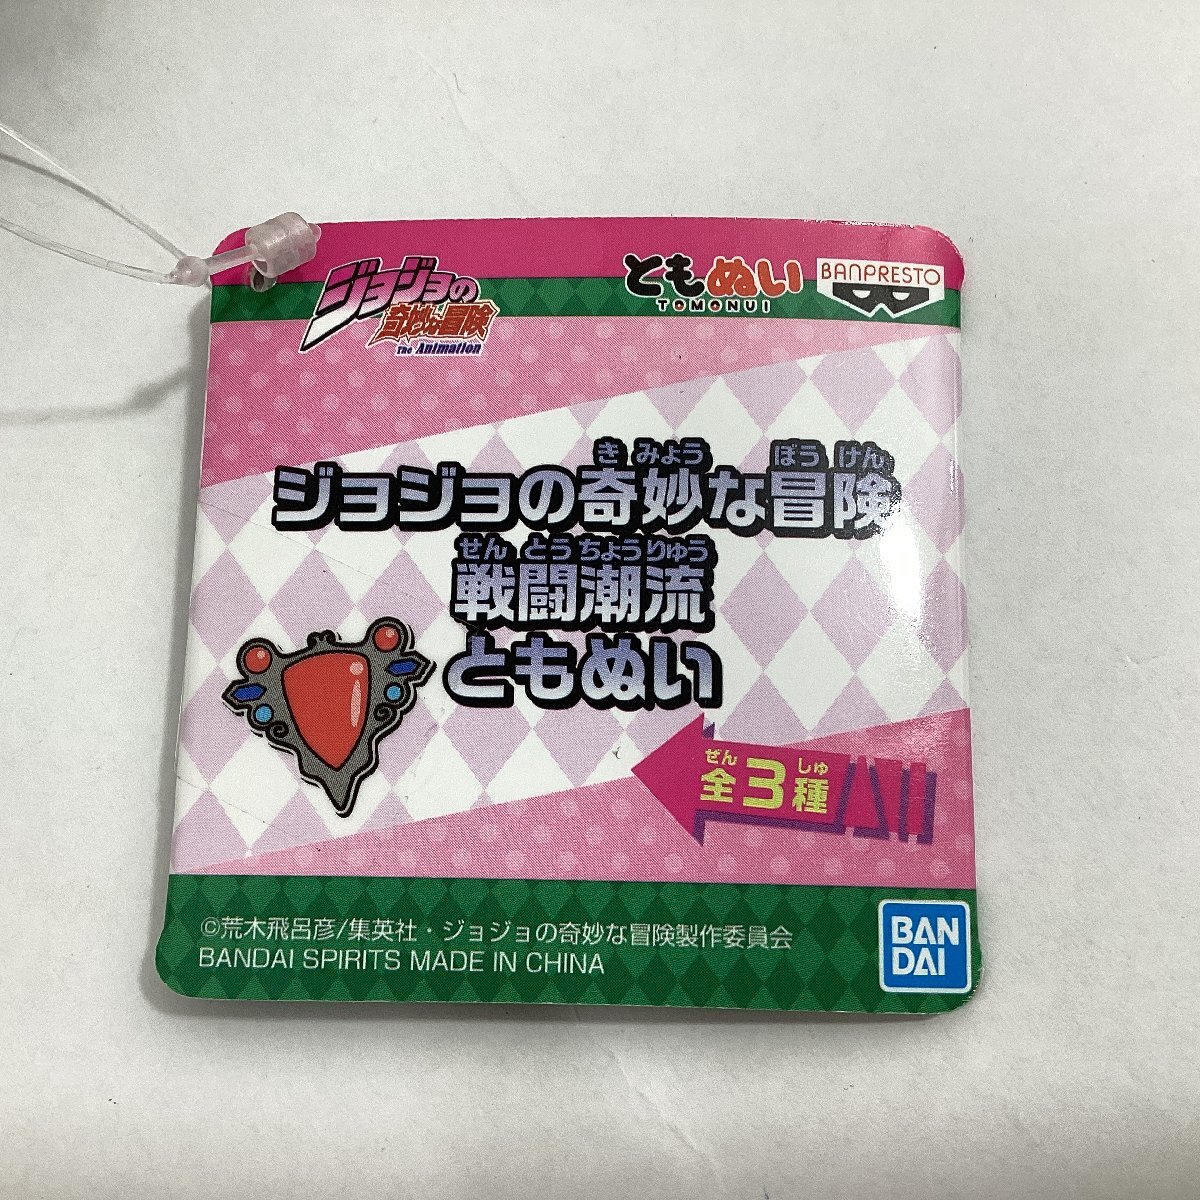 ジョジョの
奇妙な冒険
The Animation
ともぬい
TOMONUI
BANPRESTO
き みょう ぼう けん
ジョジョの奇妙な冒険
せん とう ちょう りゅう
戦闘潮流
ともぬい
ぜん しゅ
全3種
©荒木飛呂彦/集英社・ジョジョの奇妙な冒険製作委員会
BANDAI SPIRITS MADE IN CHINA
BAN
DAI